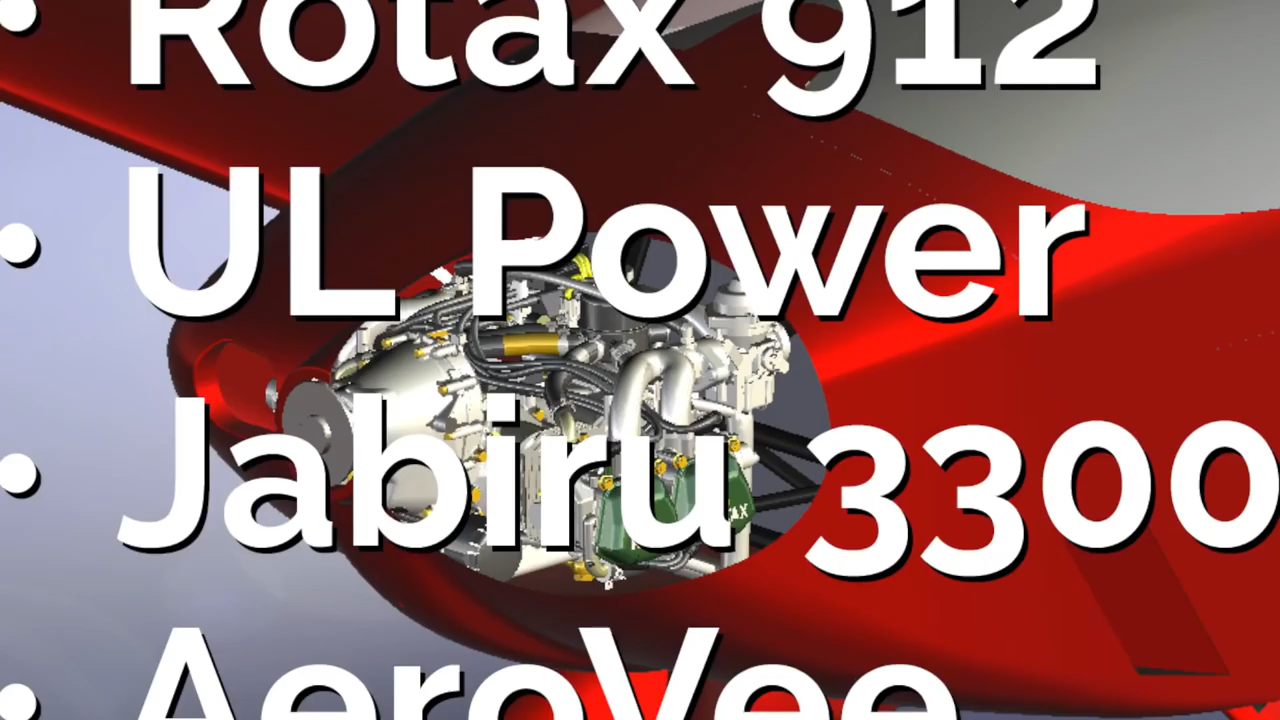 • Rotax 912
• UL Power
• Jabiru 3300
• AeroVee